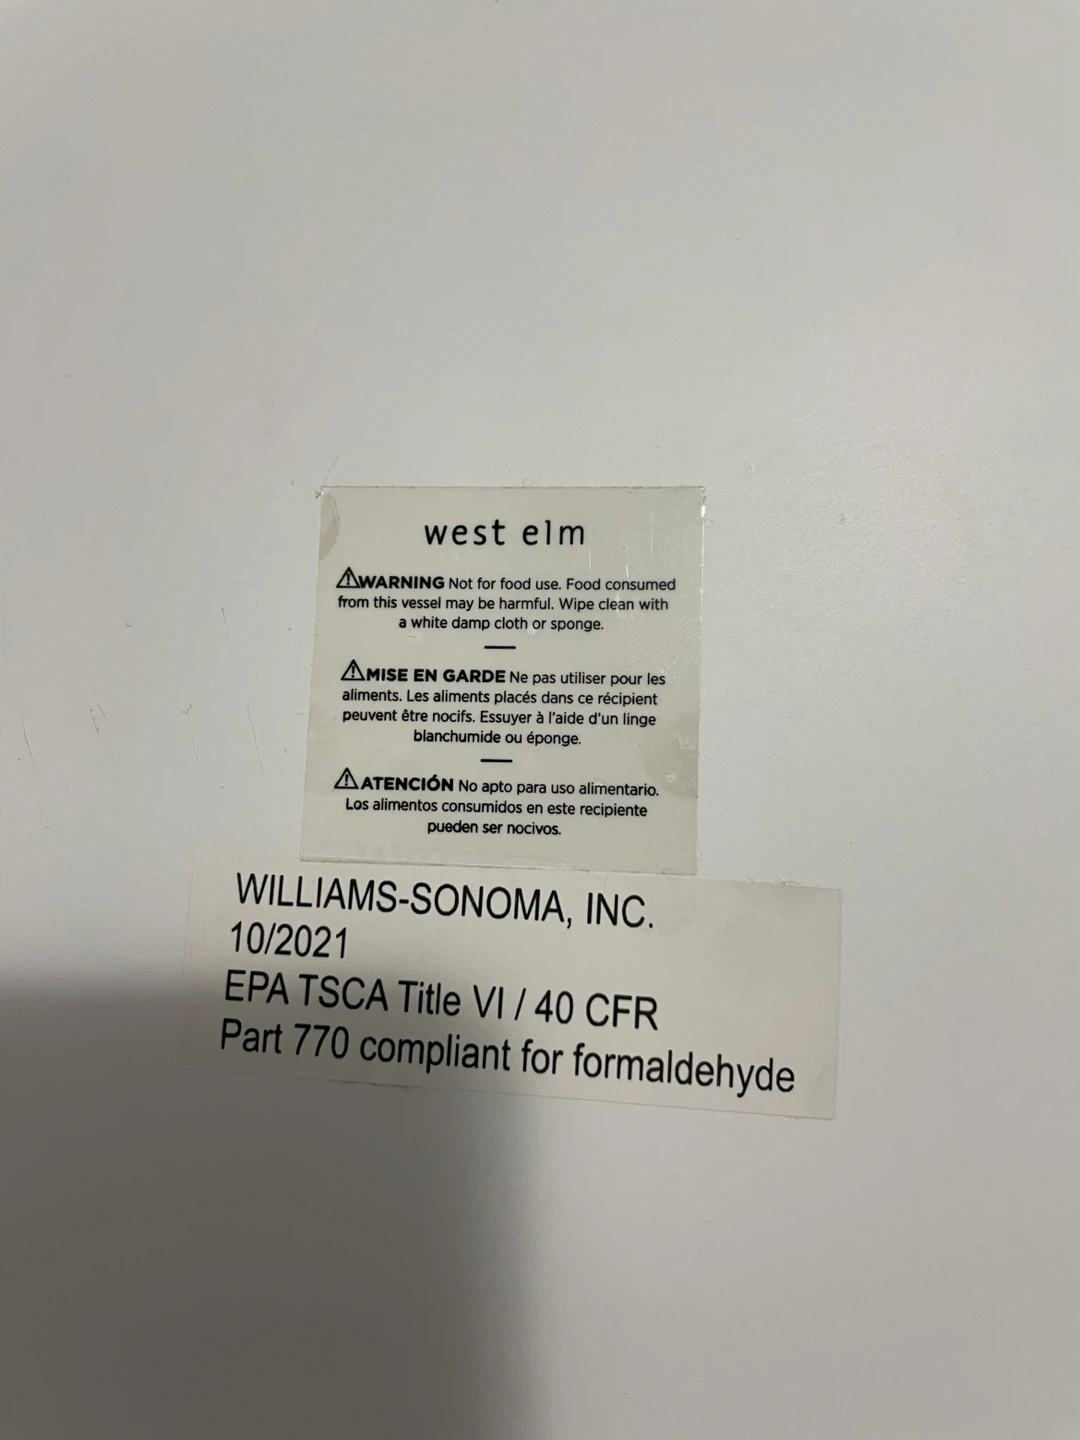 west elm
⚠WARNING Not for food use. Food consumed
from this vessel may be harmful. Wipe clean with
a white damp cloth or sponge.
⚠MISE EN GARDE Ne pas utiliser pour les
aliments. Les aliments placés dans ce récipient
peuvent être nocifs. Essuyer à l'aide d'un linge
blanchumide ou éponge.
⚠ATENCIÓN No apto para uso alimentario.
Los alimentos consumidos en este recipiente
pueden ser nocivos.
WILLIAMS-SONOMA, INC.
10/2021
EPA TSCA Title VI / 40 CFR
Part 770 compliant for formaldehyde